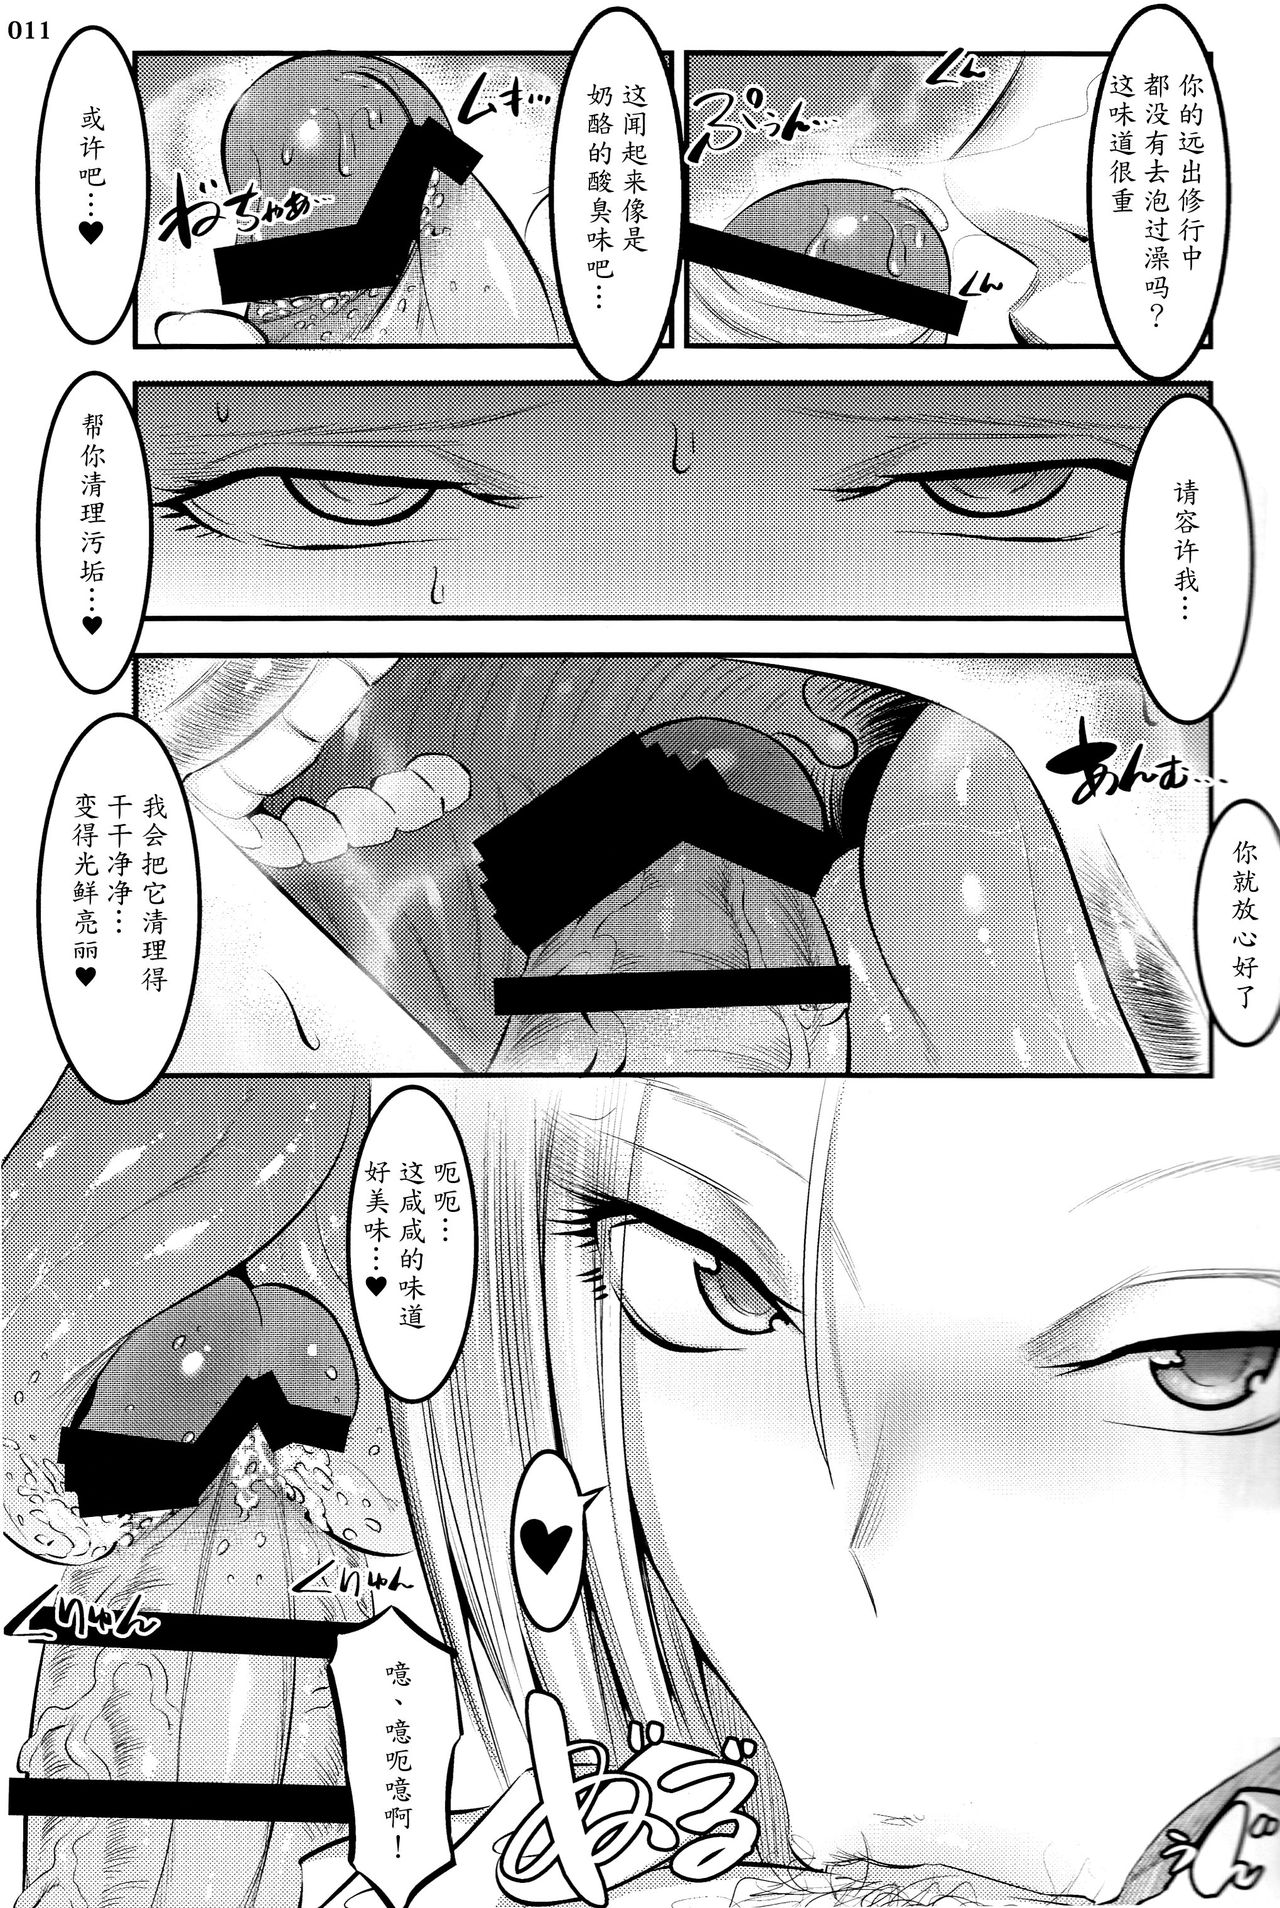 011
你的远出修行中
都没有去泡过澡吗?
这味道很重
くん
ぷぅん…
くん
くん
这闻起来像是
奶酪的酸臭味吧…
ムキ…
ねちゃあぁ…
或许吧…♥
请容许我…
帮你清理污垢…♥
あんむ…
你就放心好了
我会把它清理得
干干净净…
变得光鲜亮丽♥
呃呃…
这咸咸的味道
好美味…♥
♥
くりゅん
くりゅん
噫、噫呃噫啊!